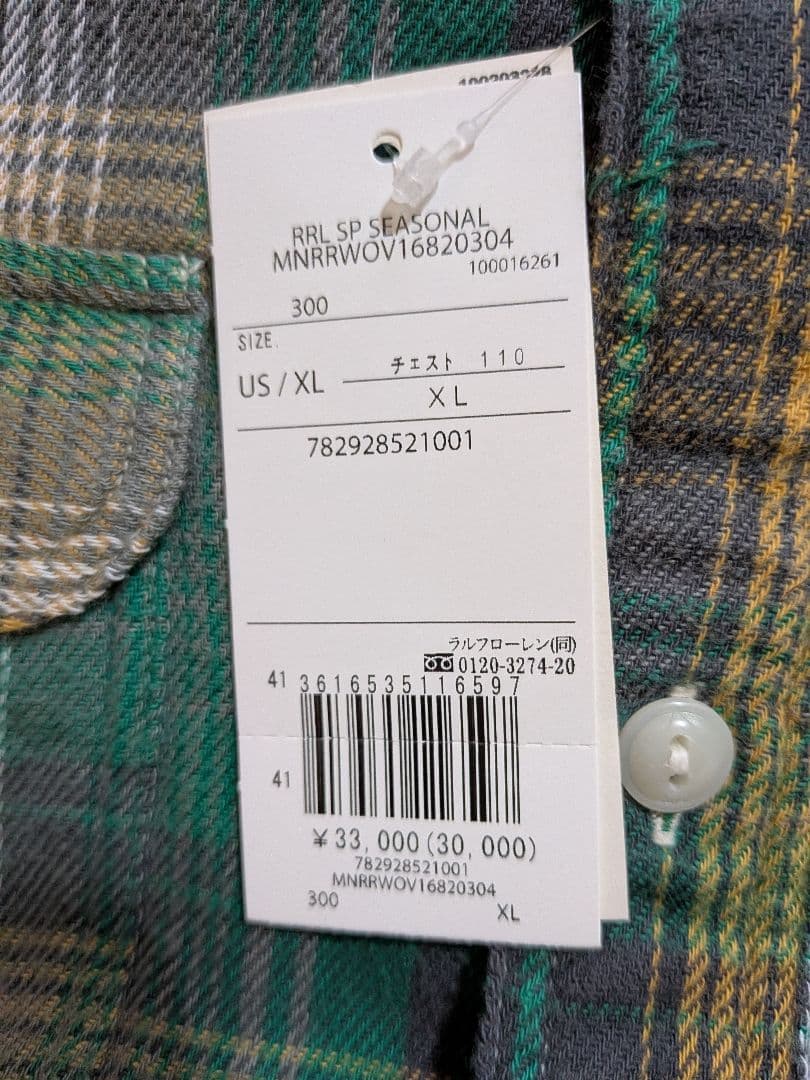 RRL SP SEASONAL
MNRRWOV16820304
100016261
300
SIZE.
US / XL
チェスト 110
XL
782928521001
ラルフローレン(同)
0120-3274-20
41 3616535116597
41
¥33,000(30,000)
782928521001
MNRRWOV16820304
300 XL